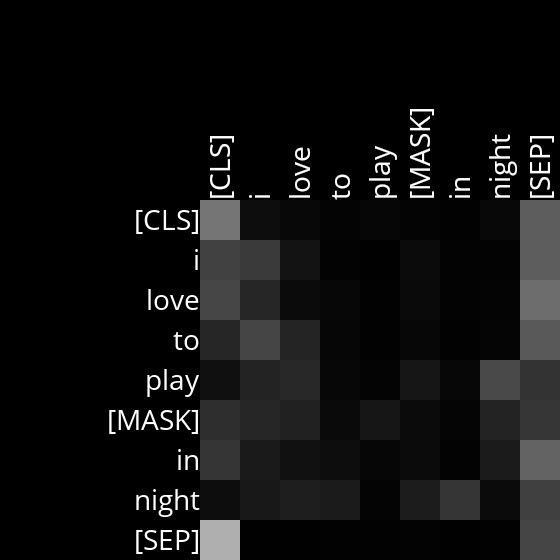 [CLS] i love to play [MASK] in night [SEP]
[CLS]
i
love
to
play
[MASK]
in
night
[SEP]